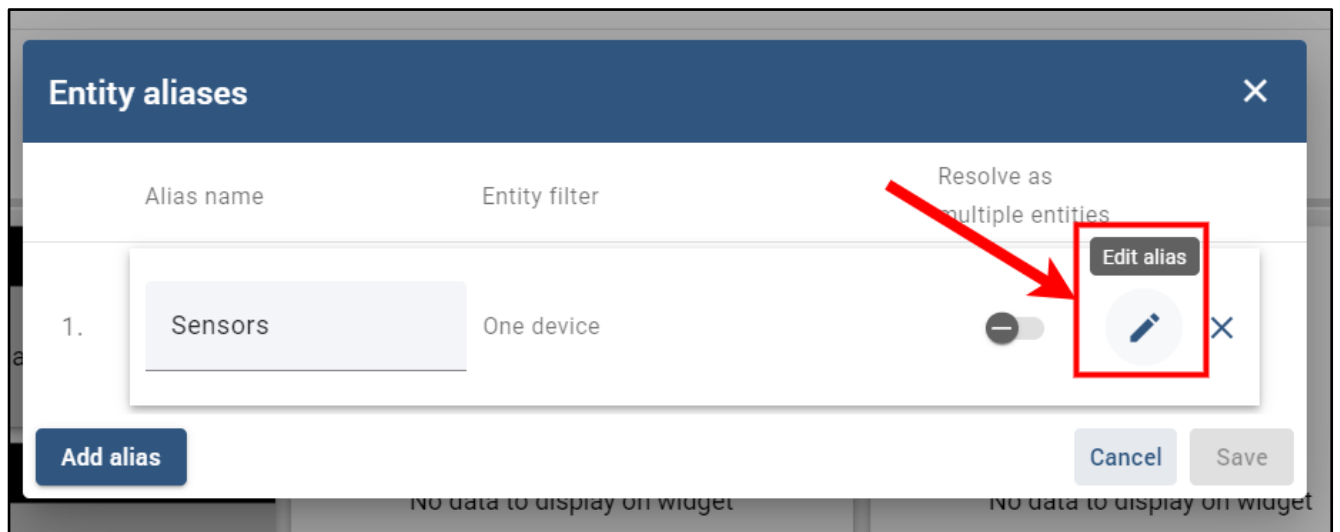 Entity aliases
Alias name
Entity filter
Resolve as
multiple entities
Edit alias
1.
Sensors
One device
Add alias
Cancel
Save
No data to display on widget
No data to display on widget